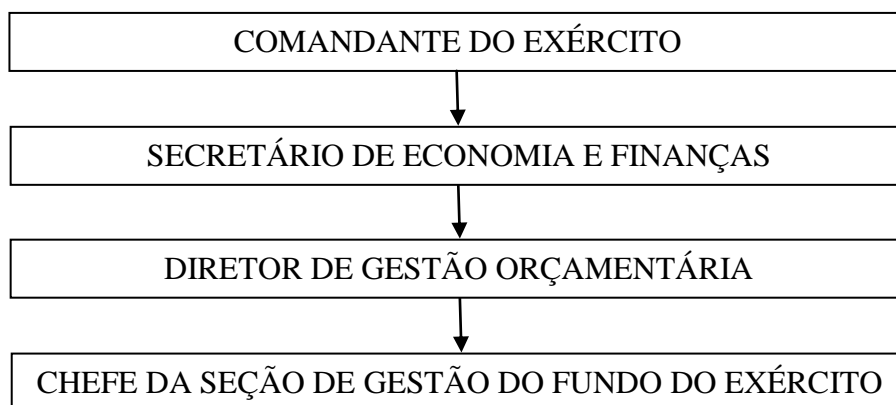 COMANDANTE DO EXÉRCITO
SECRETÁRIO DE ECONOMIA E FINANÇAS
DIRETOR DE GESTÃO ORÇAMENTÁRIA
CHEFE DA SEÇÃO DE GESTÃO DO FUNDO DO EXÉRCITO